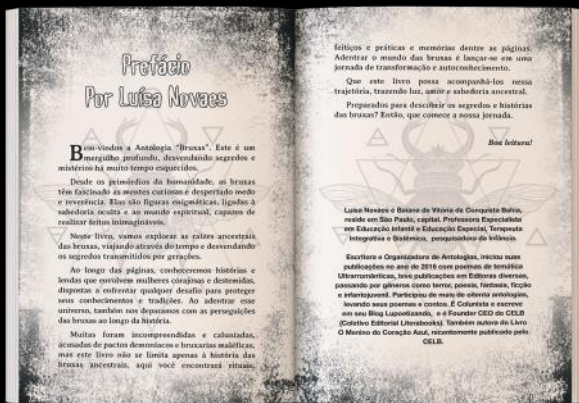 Prefácio
Por Luísa Novaes
Bem-vindos a Antologia "Bruxas". Este é um
mergulho profundo, desvendando segredos e
mistérios há muito tempo esquecidos.
Desde os primórdios da humanidade, as bruxas
têm fascinado as mentes curiosas e despertado medo
e reverência. Elas são figuras enigmáticas, ligadas à
sabedoria oculta e ao mundo espiritual, capazes de
realizar feitos inimagináveis.
Neste livro, vamos explorar as raízes ancestrais
das bruxas, viajando através do tempo e desvendando
os segredos transmitidos por gerações.
Ao longo das páginas, conheceremos histórias e
lendas que envolvem mulheres corajosas e destemidas,
dispostas a enfrentar qualquer desafio para proteger
seus conhecimentos e tradições. Ao adentrar esse
universo, também nos deparamos com as perseguições
das bruxas ao longo da história.
Muitas foram incompreendidas e caluniadas,
acusadas de pactos demoníacos e bruxarias maléficas,
mas este livro não se limita apenas à história das
bruxas ancestrais, aqui você encontrará rituais,
feitiços e práticas e memórias dentre as páginas.
Adentrar o mundo das bruxas é lançar-se em uma
jornada de transformação e autoconhecimento.
Que este livro possa acompanhá-los nessa
trajetória, trazendo luz, amor e sabedoria ancestral.
Preparados para descobrir os segredos e histórias
das bruxas? Então, que comece a nossa jornada.
Boa leitura!
Luísa Novaes é Baiana de Vitória da Conquista Bahia,
reside em São Paulo, capital. Professora Especialista
em Educação Infantil e Educação Especial, Terapeuta
Integrativa e Sistêmica, pesquisadora da Infância.
Escritora e Organizadora de Antologias, iniciou suas
publicações no ano de 2016 com poemas de temática
Ultrarromânticas, teve publicações em Editoras diversas,
passando por gêneros como terror, poesia, fantasia, ficção
e infantojuvenil. Participou de mais de oitenta antologias,
levando seus poemas e contos. É Colunista e escreve
em seu Blog Lupoetizando, e é Founder CEO do CELB
(Coletivo Editorial Literabooks). Também autora do Livro
O Menino do Coração Azul, recentemente publicado pelo
CELB.